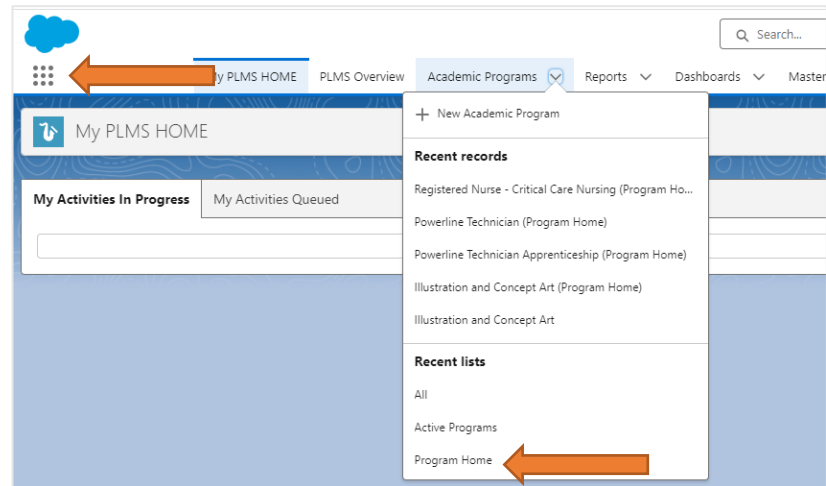 Search...
My PLMS HOME PLMS Overview Academic Programs Reports Dashboards Master
My PLMS HOME
My Activities In Progress My Activities Queued
New Academic Program
Recent records
Registered Nurse - Critical Care Nursing (Program Ho...
Powerline Technician (Program Home)
Powerline Technician Apprenticeship (Program Home)
Illustration and Concept Art (Program Home)
Illustration and Concept Art
Recent lists
All
Active Programs
Program Home